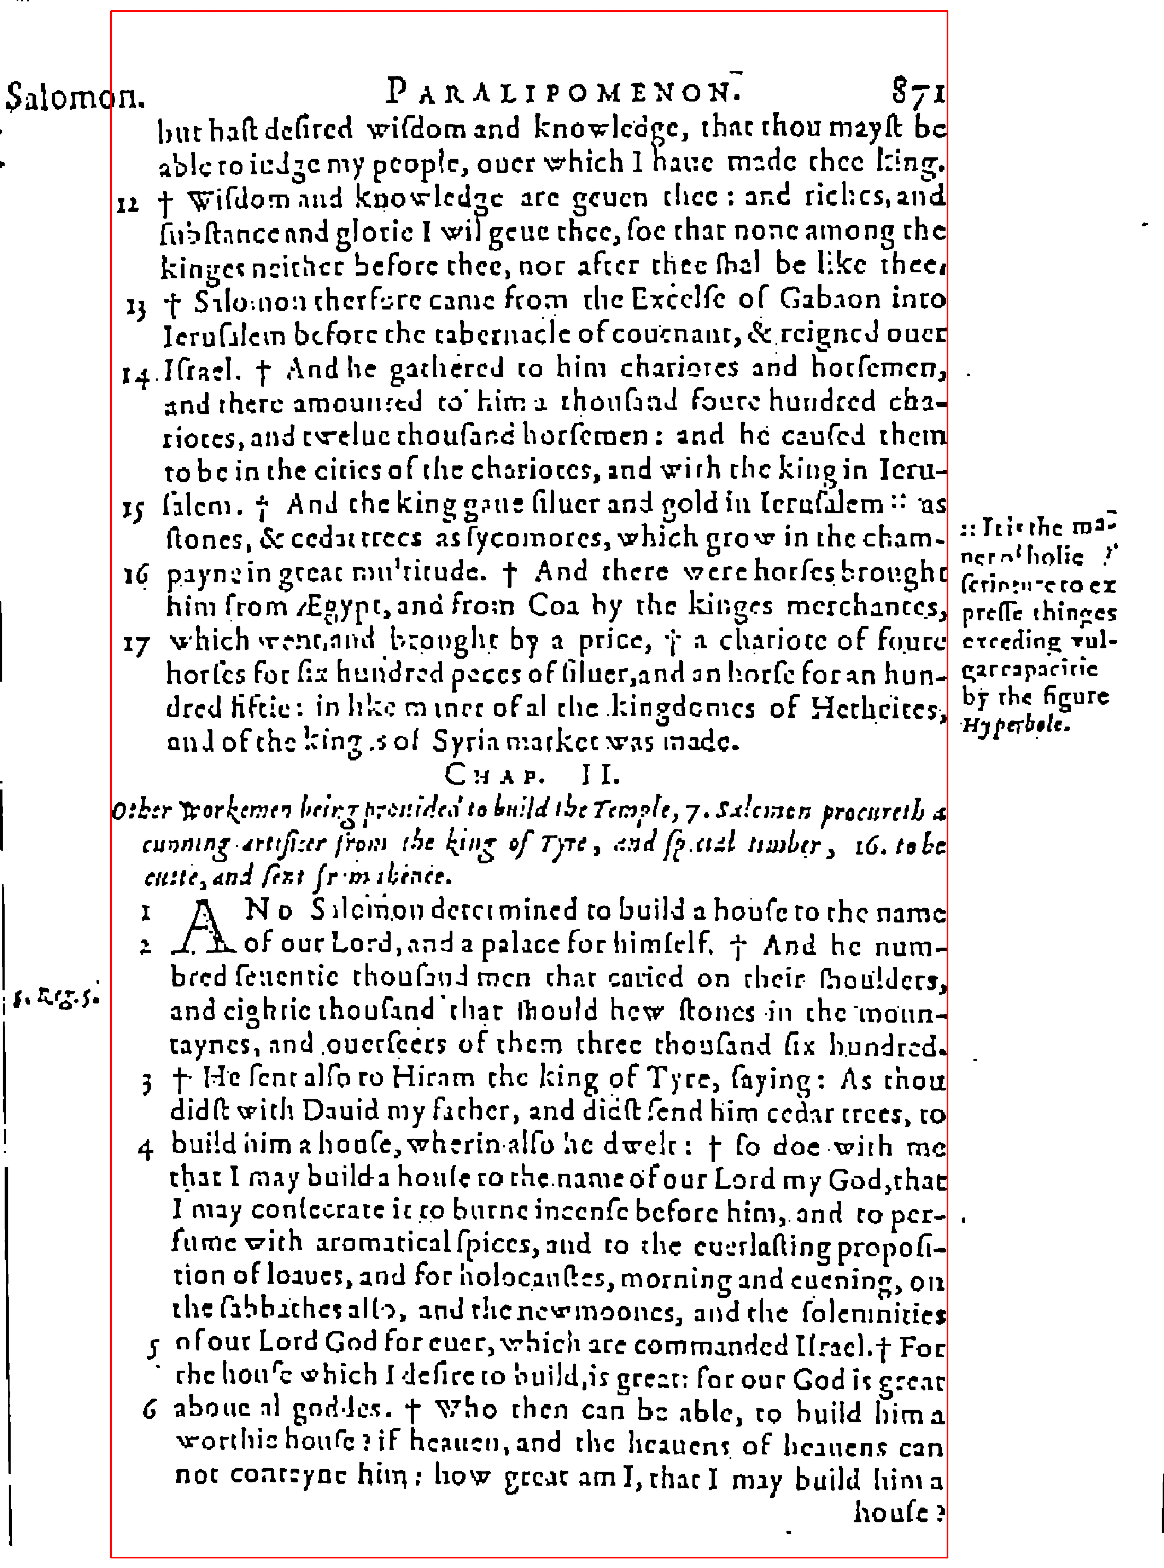 Salomon. PARALIPOMENON. 871
but haſt deſired wiſdom and knowledge, that thou mayſt be
able to iudge my people, ouer which I haue made thee king.
12 † Wiſdom and knowledge are geuen thee: and riches, and
ſubſtance and glorie I wil geue thee, ſoe that none among the
kinges neither before thee, nor after thee ſhal be like thee,
13 † Salomon therfore came from the Excelſe of Gabaon into
Ieruſalem before the tabernacle of couenant, & reigned ouer
14 Iſrael. † And he gathered to him chariotes and horſemen,
and there amounted to him a thouſand foure hundred cha-
riotes, and twelue thouſand horſemen: and he cauſed them
to be in the cities of the chariotes, and with the king in Ieru-
15 ſalem. † And the king gaue ſiluer and gold in Ieruſalem :: as
ſtones, & cedar trees as ſycomores, which grow in the cham-
16 payne in great multitude. † And there were horſes brought
him from Ægypt, and from Coa by the kinges merchantes,
17 which went, and brought by a price, † a chariote of foure
horſes for ſix hundred peces of ſiluer, and an horſe for an hun-
dred fiftie: in like maner of al the kingdomes of Hetheites,
and of the kinges of Syria market was made.
:: It is the ma-
ner of holie
ſcripture to ex
preſſe thinges
exceding vul-
gar capacitie
by the figure
Hyperbole.
CHAP. II.
Other workemen being prouided to build the Temple, 7. Salomon procureth a
cunning artificer from the king of Tyre, and ſpecial timber, 16. to be
cutte, and ſent from thence.
1 AND Salomon determined to build a houſe to the name
2 of our Lord, and a palace for himſelf. † And he num-
bred ſeuentie thouſand men that caried on their ſhoulders,
5. Reg. 5.
and eightie thouſand that ſhould hew ſtones in the moun-
taynes, and ouerſeers of them three thouſand ſix hundred.
3 † He ſent alſo to Hiram the king of Tyre, ſaying: As thou
didſt with Dauid my father, and didſt ſend him cedar trees, to
4 build him a houſe, wherin alſo he dwelt: † ſo doe with me
that I may build a houſe to the name of our Lord my God, that
I may conſecrate it to burne incenſe before him, and to per-
fume with aromatical ſpices, and to the euerlaſting propoſi-
tion of loaues, and for holocauſtes, morning and euening, on
the ſabbathes alſo, and the new moones, and the ſolemnities
5 of our Lord God for euer, which are commanded Iſrael. † For
the houſe which I deſire to build, is great: for our God is great
6 aboue al goddes. † Who then can be able, to build him a
worthie houſe? if heauen, and the heauens of heauens can
not conteyne him: how great am I, that I may build him a
houſe?